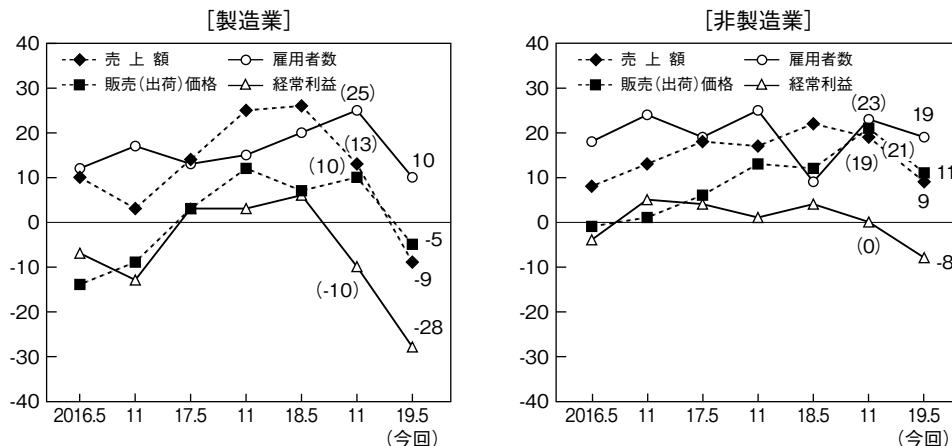 [製造業]
40
30
20
10
0
-10
-20
-30
-40
売上額
雇用者数
販売(出荷)価格
経常利益
(25)
(13)
(10)
10
-5
-9
(-10)
-28
2016.5 11 17.5 11 18.5 11 19.5
(今回)
[非製造業]
40
30
20
10
0
-10
-20
-30
-40
売上額
雇用者数
販売(出荷)価格
経常利益
(23)
19
(19)
(21)
11
9
(0)
-8
2016.5 11 17.5 11 18.5 11 19.5
(今回)